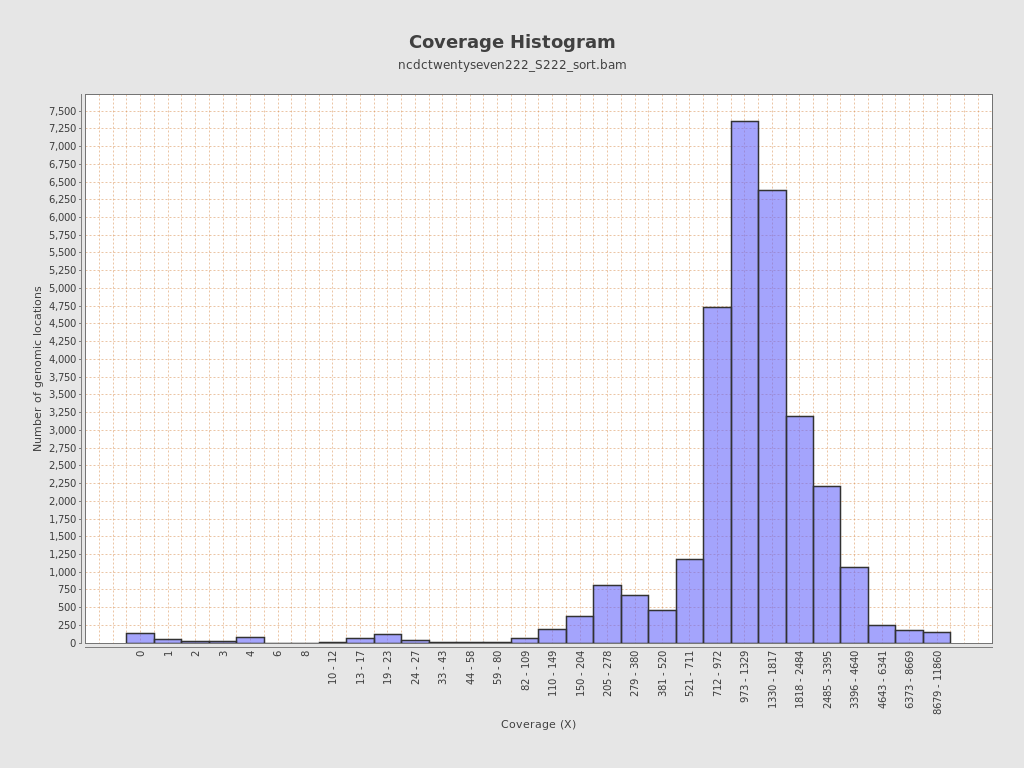 Coverage Histogram
ncdctwentyseven222_S222_sort.bam
Number of genomic locations
7,500
7,250
7,000
6,750
6,500
6,250
6,000
5,750
5,500
5,250
5,000
4,750
4,500
4,250
4,000
3,750
3,500
3,250
3,000
2,750
2,500
2,250
2,000
1,750
1,500
1,250
1,000
750
500
250
0
0
1
2
3
4
6
8
10 - 12
13 - 17
19 - 23
24 - 27
33 - 43
44 - 58
59 - 80
82 - 109
110 - 149
150 - 204
205 - 278
279 - 380
381 - 520
521 - 711
712 - 972
973 - 1329
1330 - 1817
1818 - 2484
2485 - 3395
3396 - 4640
4643 - 6341
6373 - 8669
8679 - 11860
Coverage (X)